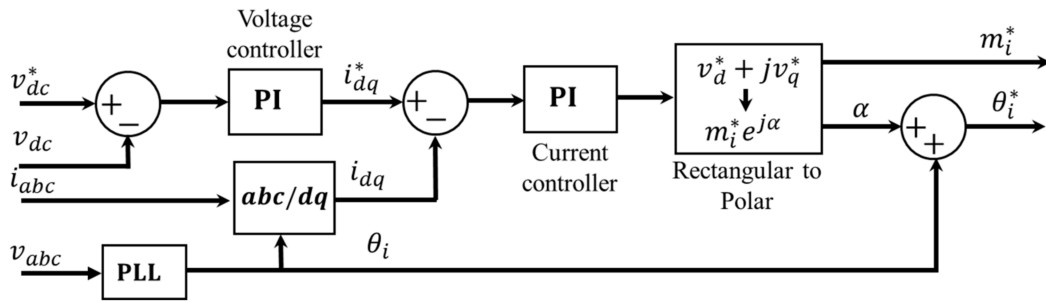 Voltage
controller
v*dc
+
−
PI
i*dq
+
−
PI
Current
controller
v*d + jv*q
m*i e^jα
Rectangular to
Polar
m*i
α
+
+
θ*i
vdc
iabc
abc/dq
idq
vabc
PLL
θi